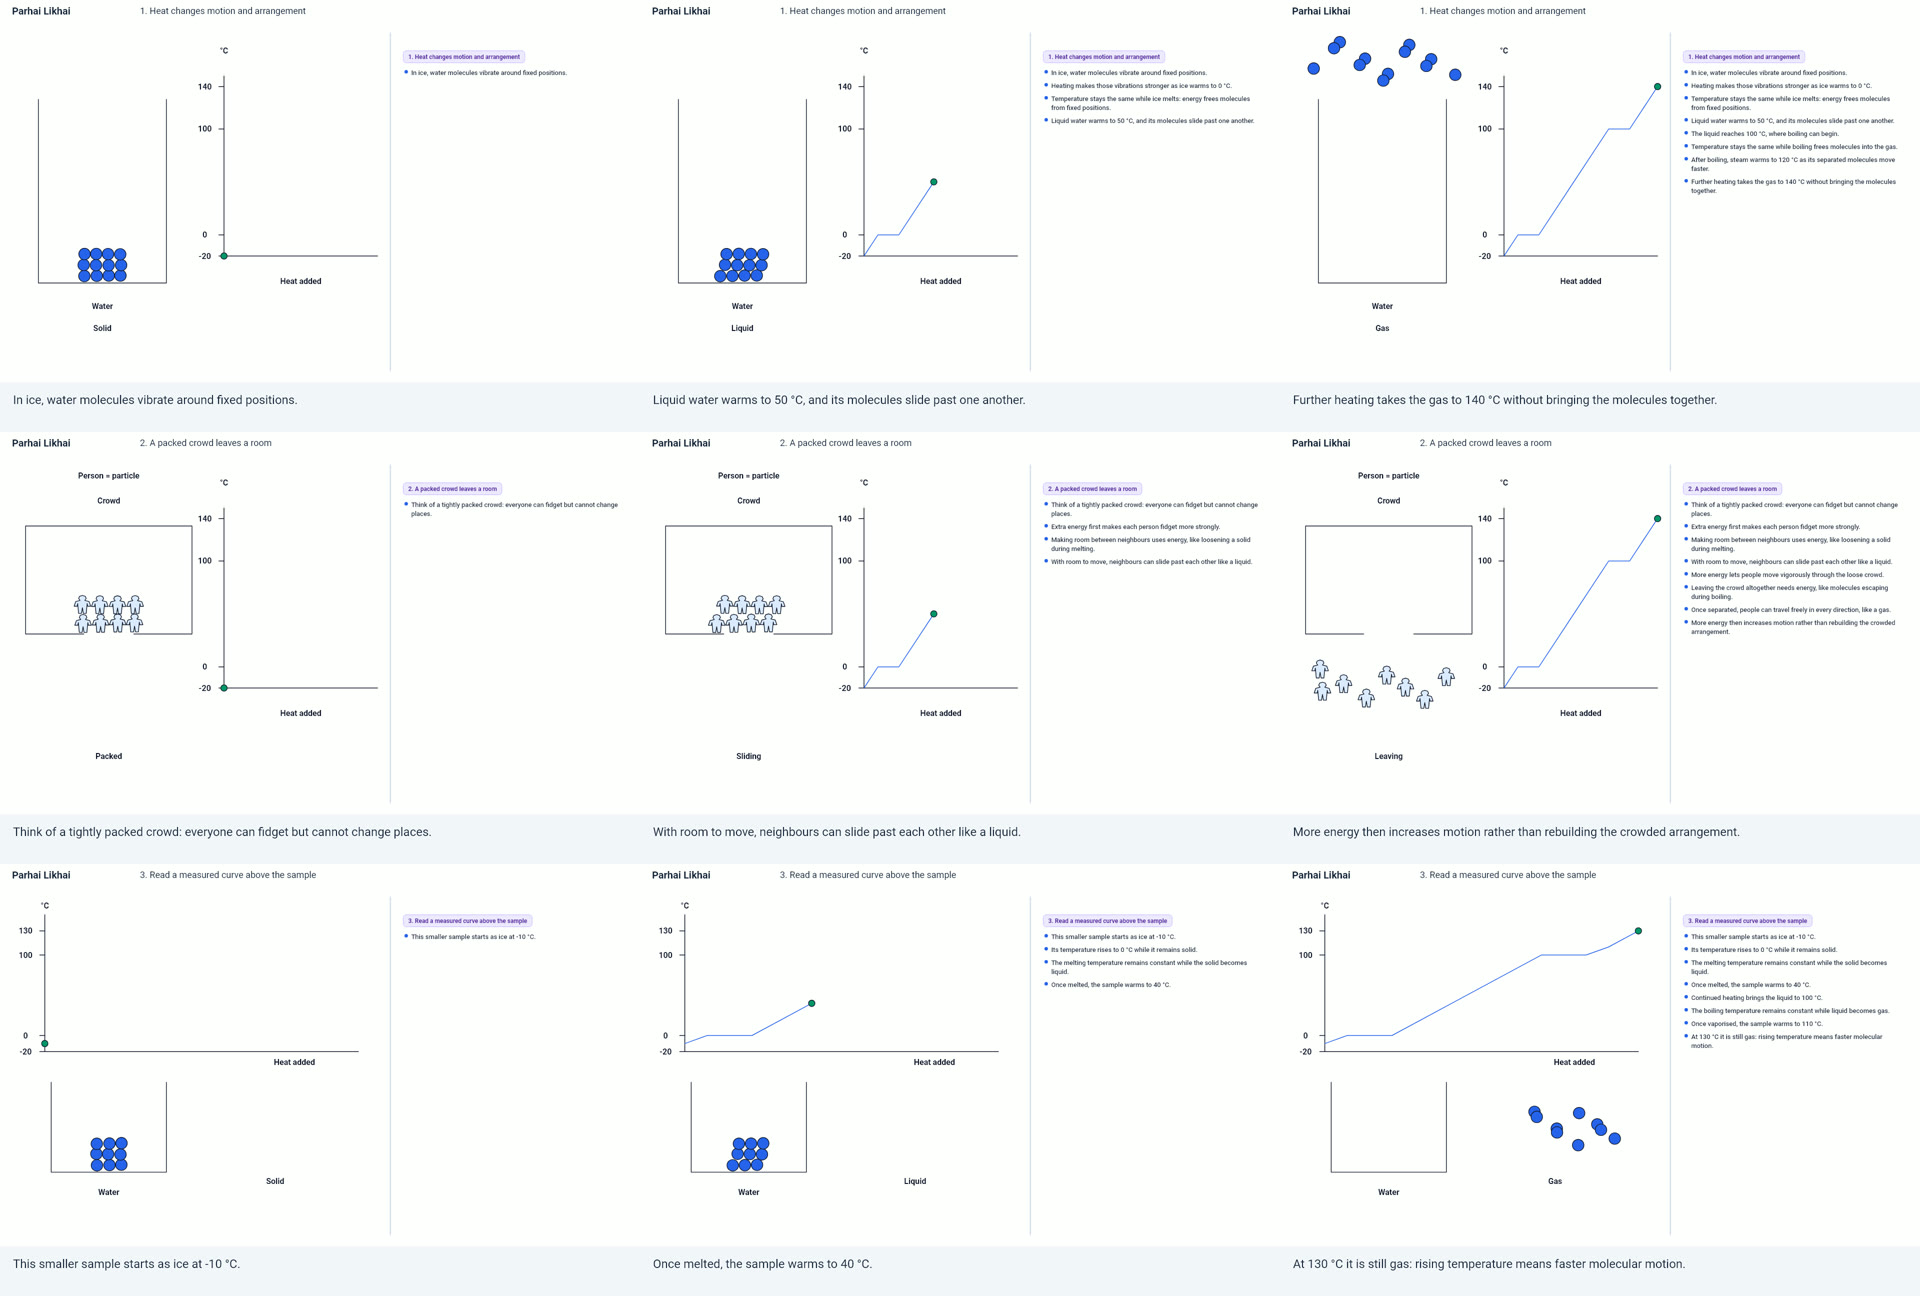 Parhai Likhai
1. Heat changes motion and arrangement
°C
140
100
0
-20
Heat added
Water
Solid
1. Heat changes motion and arrangement
In ice, water molecules vibrate around fixed positions.
In ice, water molecules vibrate around fixed positions.
Parhai Likhai
1. Heat changes motion and arrangement
°C
140
100
0
-20
Heat added
Water
Liquid
1. Heat changes motion and arrangement
In ice, water molecules vibrate around fixed positions.
Heating makes those vibrations stronger as ice warms to 0 °C.
Temperature stays the same while ice melts: energy frees molecules
from fixed positions.
Liquid water warms to 50 °C, and its molecules slide past one another.
Liquid water warms to 50 °C, and its molecules slide past one another.
Parhai Likhai
1. Heat changes motion and arrangement
°C
140
100
0
-20
Heat added
Water
Gas
1. Heat changes motion and arrangement
In ice, water molecules vibrate around fixed positions.
Heating makes those vibrations stronger as ice warms to 0 °C.
Temperature stays the same while ice melts: energy frees molecules
from fixed positions.
Liquid water warms to 50 °C, and its molecules slide past one another.
The liquid reaches 100 °C, where boiling can begin.
Temperature stays the same while boiling frees molecules into the gas.
After boiling, steam warms to 120 °C as its separated molecules move
faster.
Further heating takes the gas to 140 °C without bringing the molecules
together.
Further heating takes the gas to 140 °C without bringing the molecules together.
Parhai Likhai
2. A packed crowd leaves a room
Person = particle
Crowd
°C
140
100
0
-20
Heat added
Packed
2. A packed crowd leaves a room
Think of a tightly packed crowd: everyone can fidget but cannot change
places.
Think of a tightly packed crowd: everyone can fidget but cannot change places.
Parhai Likhai
2. A packed crowd leaves a room
Person = particle
Crowd
°C
140
100
0
-20
Heat added
Sliding
2. A packed crowd leaves a room
Think of a tightly packed crowd: everyone can fidget but cannot change
places.
Extra energy first makes each person fidget more strongly.
Making room between neighbours uses energy, like loosening a solid
during melting.
With room to move, neighbours can slide past each other like a liquid.
With room to move, neighbours can slide past each other like a liquid.
Parhai Likhai
2. A packed crowd leaves a room
Person = particle
Crowd
°C
140
100
0
-20
Heat added
Leaving
2. A packed crowd leaves a room
Think of a tightly packed crowd: everyone can fidget but cannot change
places.
Extra energy first makes each person fidget more strongly.
Making room between neighbours uses energy, like loosening a solid
during melting.
With room to move, neighbours can slide past each other like a liquid.
More energy lets people move vigorously through the loose crowd.
Leaving the crowd altogether needs energy, like molecules escaping
during boiling.
Once separated, people can travel freely in every direction, like a gas.
More energy then increases motion rather than rebuilding the crowded
arrangement.
More energy then increases motion rather than rebuilding the crowded arrangement.
Parhai Likhai
3. Read a measured curve above the sample
°C
130
100
0
-20
Heat added
Water
Solid
3. Read a measured curve above the sample
This smaller sample starts as ice at -10 °C.
This smaller sample starts as ice at -10 °C.
Parhai Likhai
3. Read a measured curve above the sample
°C
130
100
0
-20
Heat added
Water
Liquid
3. Read a measured curve above the sample
This smaller sample starts as ice at -10 °C.
Its temperature rises to 0 °C while it remains solid.
The melting temperature remains constant while the solid becomes
liquid.
Once melted, the sample warms to 40 °C.
Once melted, the sample warms to 40 °C.
Parhai Likhai
3. Read a measured curve above the sample
°C
130
100
0
-20
Heat added
Water
Gas
3. Read a measured curve above the sample
This smaller sample starts as ice at -10 °C.
Its temperature rises to 0 °C while it remains solid.
The melting temperature remains constant while the solid becomes
liquid.
Once melted, the sample warms to 40 °C.
Continued heating brings the liquid to 100 °C.
The boiling temperature remains constant while liquid becomes gas.
Once vaporised, the sample warms to 110 °C.
At 130 °C it is still gas: rising temperature means faster molecular
motion.
At 130 °C it is still gas: rising temperature means faster molecular motion.